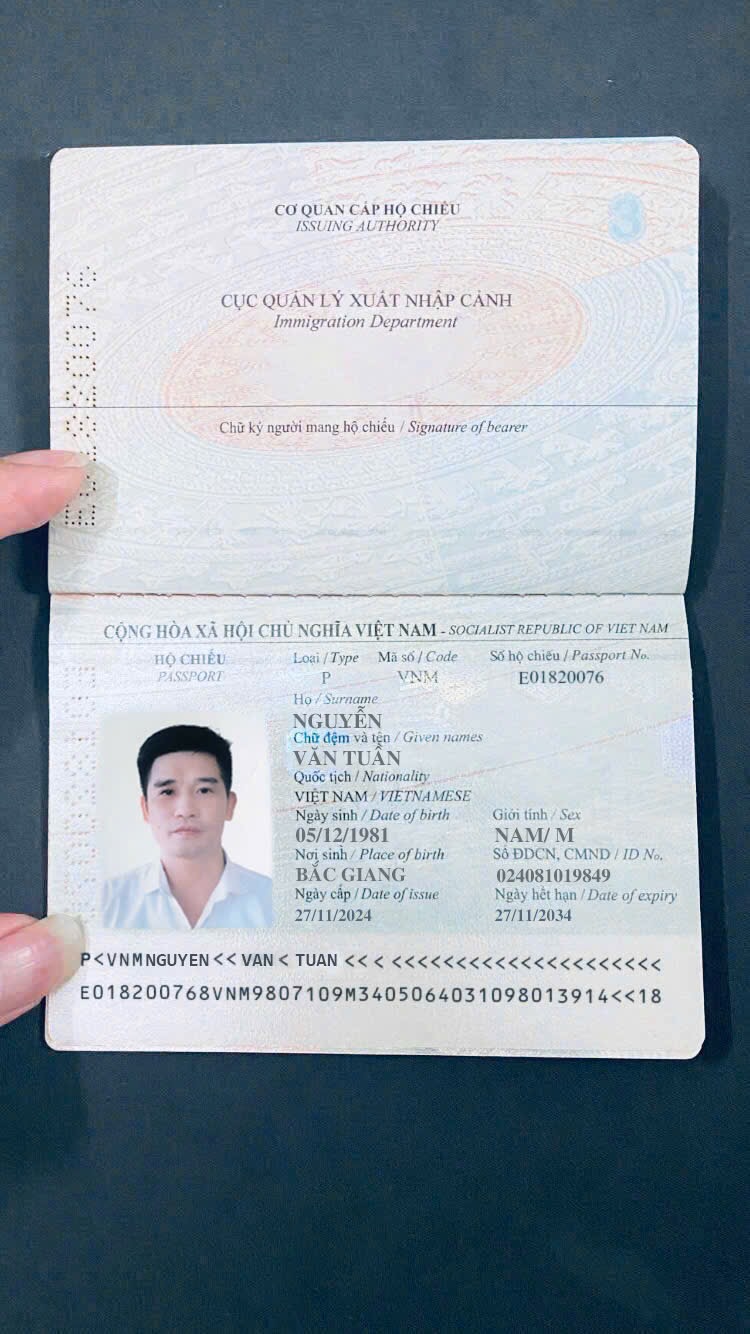 CƠ QUAN CẤP HỘ CHIẾU
ISSUING AUTHORITY
3
CỤC QUẢN LÝ XUẤT NHẬP CẢNH
Immigration Department
Chữ ký người mang hộ chiếu / Signature of bearer
CỘNG HÒA XÃ HỘI CHỦ NGHĨA VIỆT NAM - SOCIALIST REPUBLIC OF VIET NAM
HỘ CHIẾU Loại / Type Mã số / Code Số hộ chiếu / Passport No.
PASSPORT P VNM E01820076
Họ / Surname
NGUYỄN
Chữ đệm và tên / Given names
VĂN TUẤN
Quốc tịch / Nationality
VIỆT NAM / VIETNAMESE
Ngày sinh / Date of birth Giới tính / Sex
05/12/1981 NAM/ M
Nơi sinh / Place of birth Số ĐDCN, CMND / ID No.
BẮC GIANG 024081019849
Ngày cấp / Date of issue Ngày hết hạn / Date of expiry
27/11/2024 27/11/2034
P<VNMNGUYEN<< VAN < TUAN <<< <<<<<<<<<<<<<<<<<<<<<
E018200768VNM9807109M3405064031098013914<<18